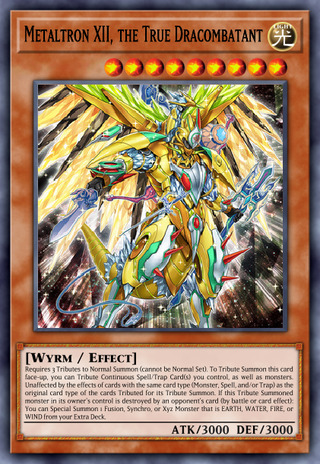 Metaltron XII, the True Dracombatant
LIGHT
光
[Wyrm / Effect]
Requires 3 Tributes to Normal Summon (cannot be Normal Set). To Tribute Summon this card
face-up, you can Tribute Continuous Spell/Trap Card(s) you control, as well as monsters.
Unaffected by the effects of cards with the same card type (Monster, Spell, and/or Trap) as the
original card type of the cards Tributed for its Tribute Summon. If this Tribute Summoned
monster in its owner's control is destroyed by an opponent's card (by battle or card effect):
You can Special Summon 1 Fusion, Synchro, or Xyz Monster that is EARTH, WATER, FIRE, or
WIND from your Extra Deck.
ATK/3000 DEF/3000